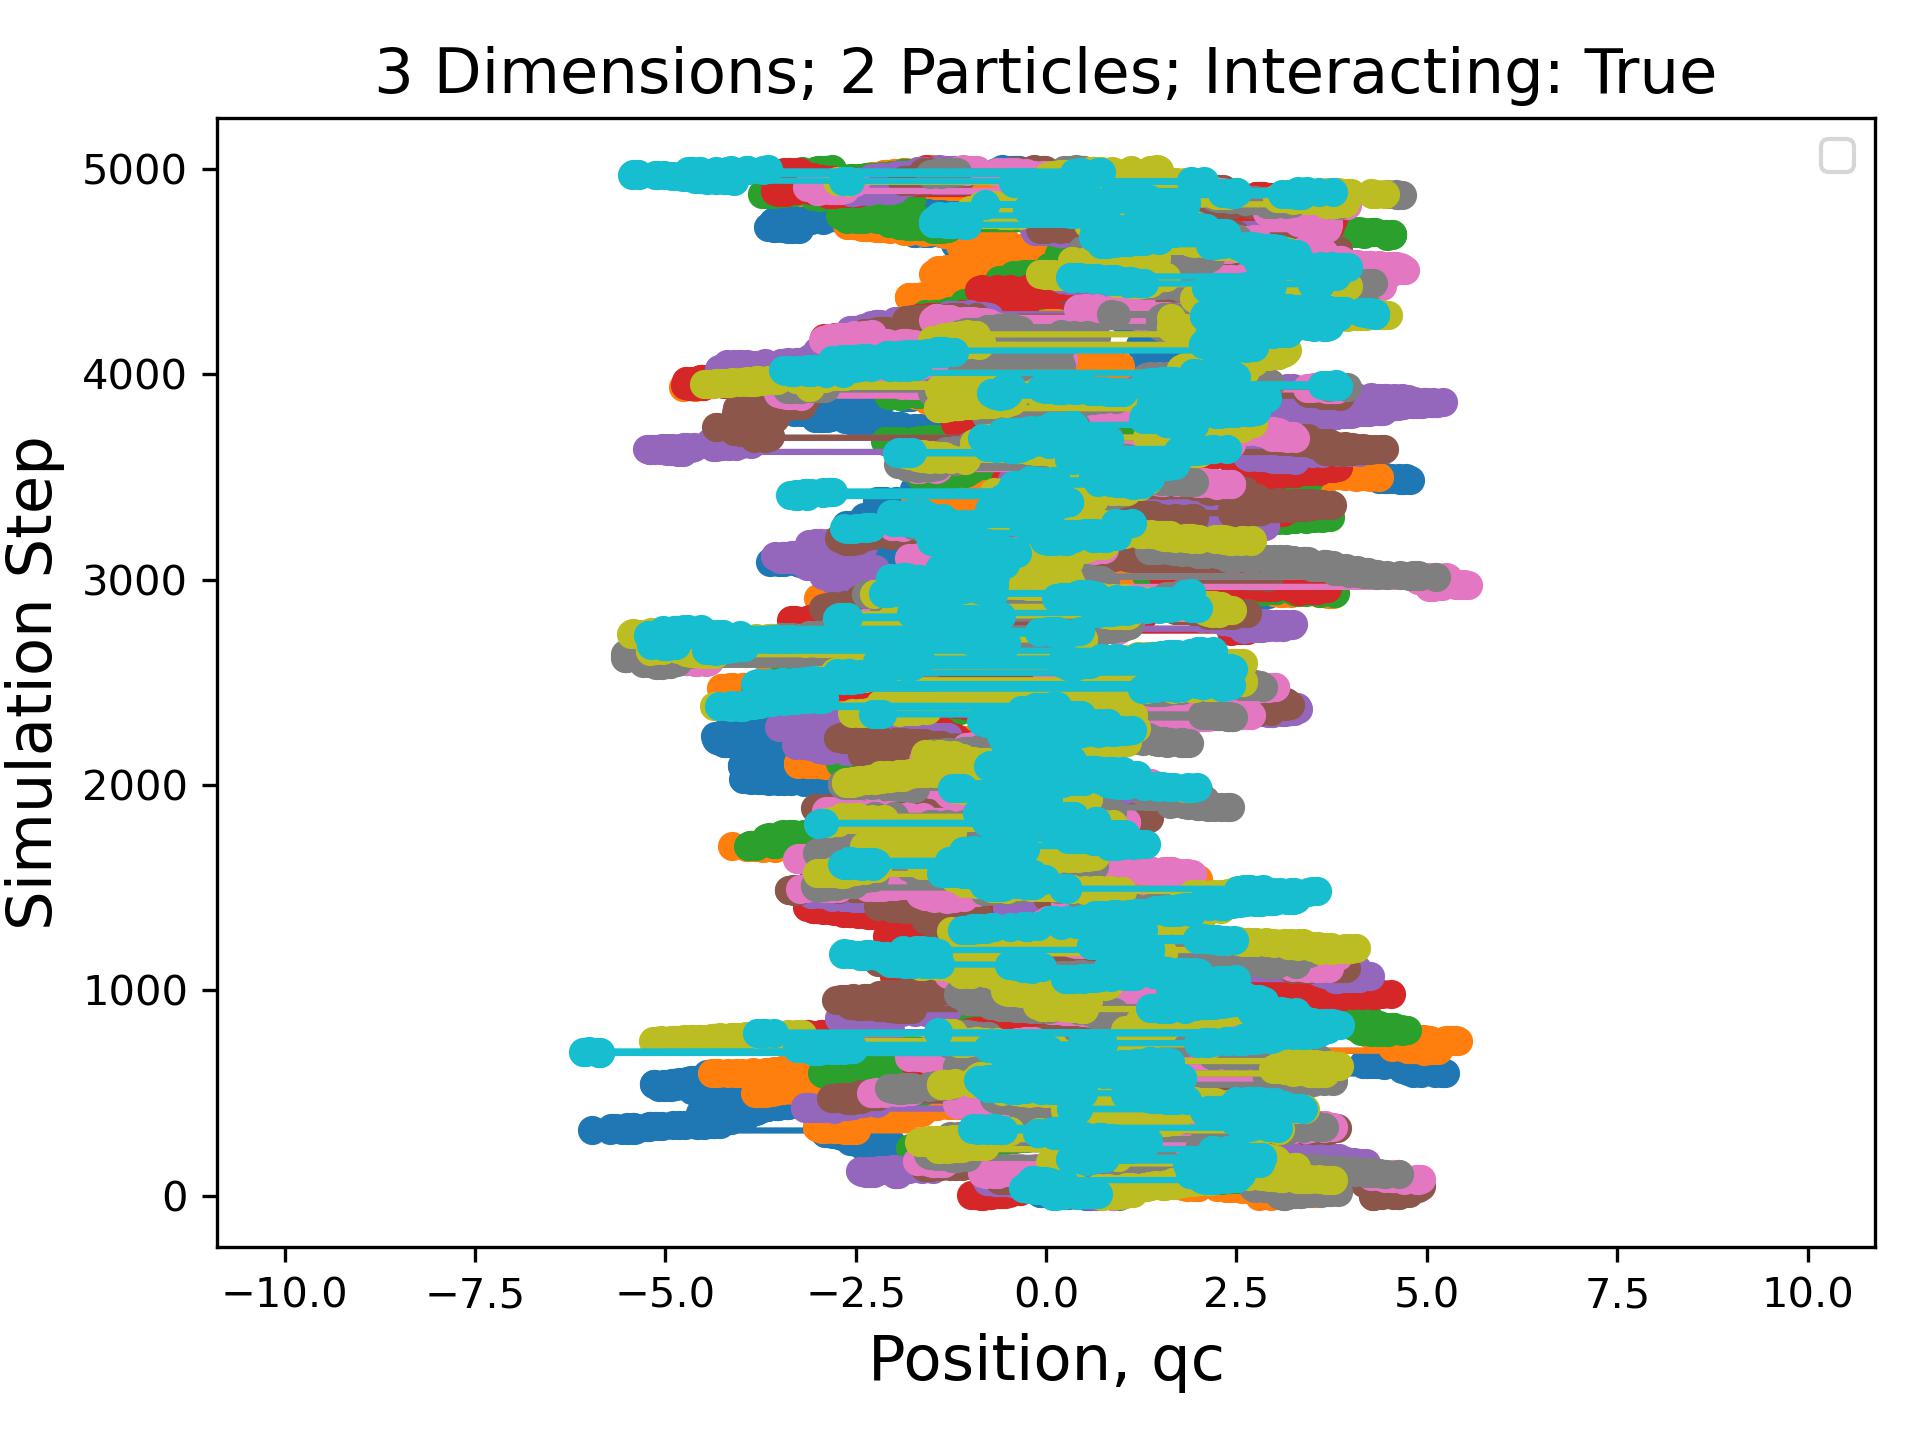 3 Dimensions; 2 Particles; Interacting: True
Simulation Step
5000
4000
3000
2000
1000
0
−10.0 −7.5 −5.0 −2.5 0.0 2.5 5.0 7.5 10.0
Position, qc